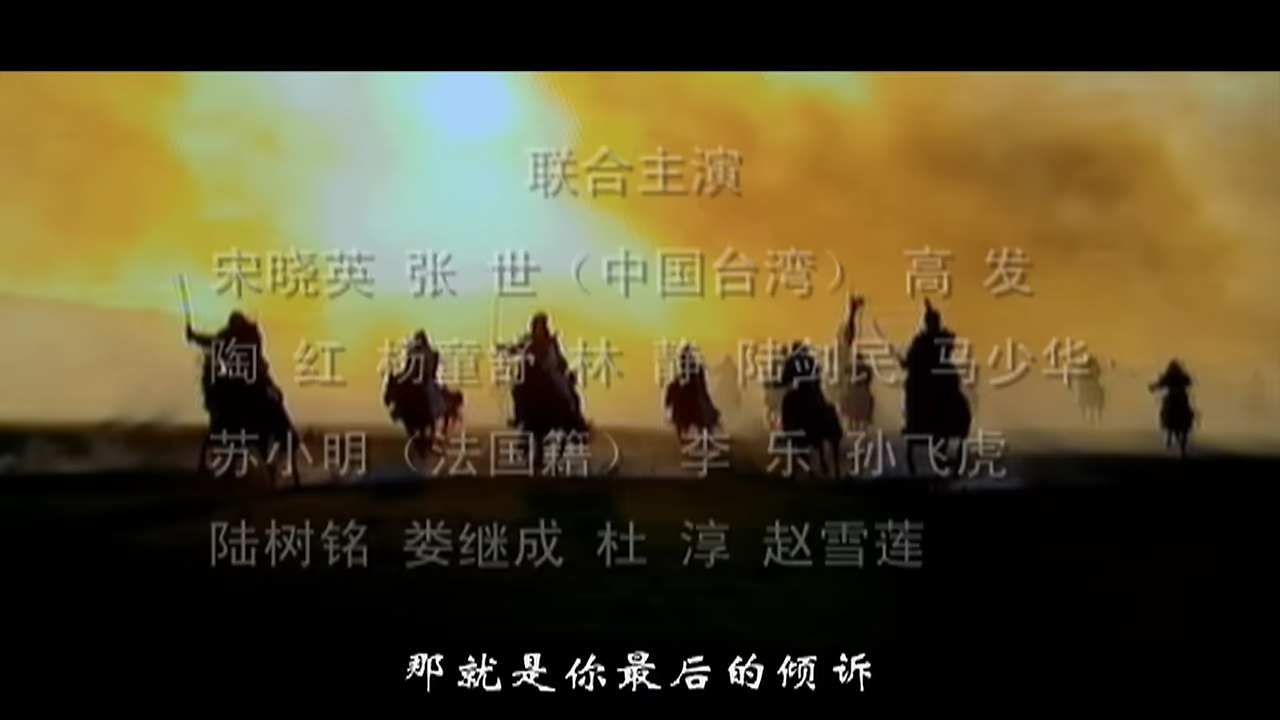 联合主演
宋晓英 张 世（中国台湾） 高 发
陶 红 杨童舒 林 静 陆剑民 马少华
苏小明（法国籍） 李 乐 孙飞虎
陆树铭 娄继成 杜 淳 赵雪莲
那就是你最后的倾诉